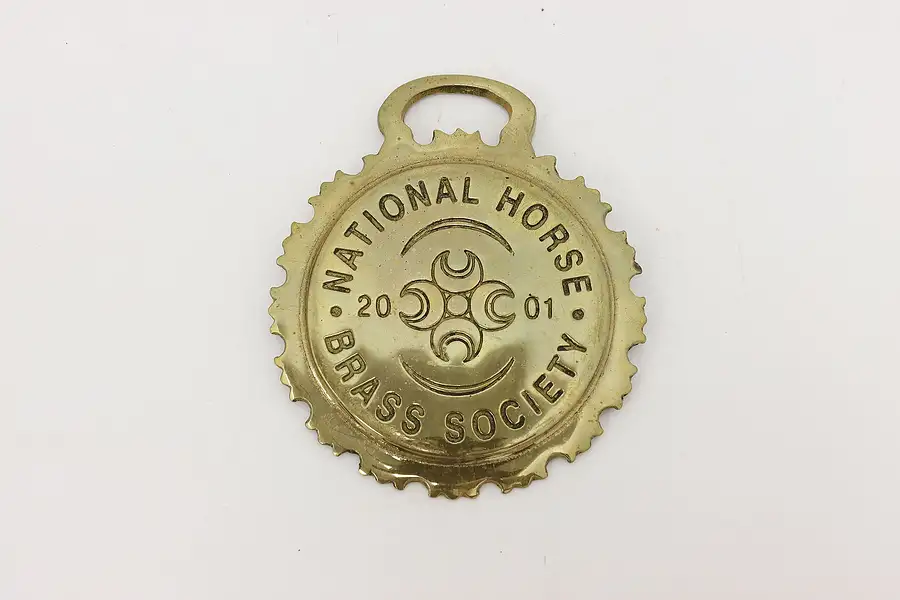 NATIONAL HORSE
20 01
· BRASS SOCIETY ·